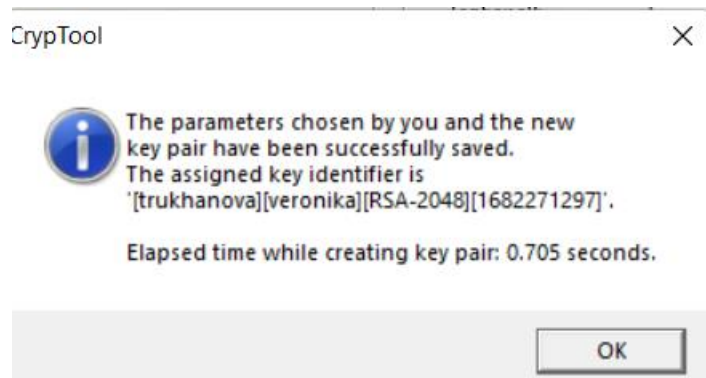 CrypTool
The parameters chosen by you and the new
key pair have been successfully saved.
The assigned key identifier is
'[trukhanova][veronika][RSA-2048][1682271297]'.
Elapsed time while creating key pair: 0.705 seconds.
OK